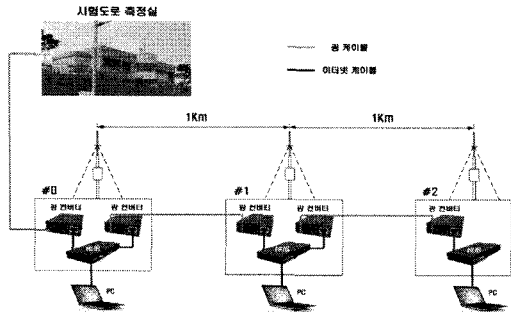 시험도로 측정실
광 케이블
이더넷 케이블
1Km
1Km
#0
#1
#2
광 컨버터
광 컨버터
광 컨버터
광 컨버터
광 컨버터
PC
PC
PC